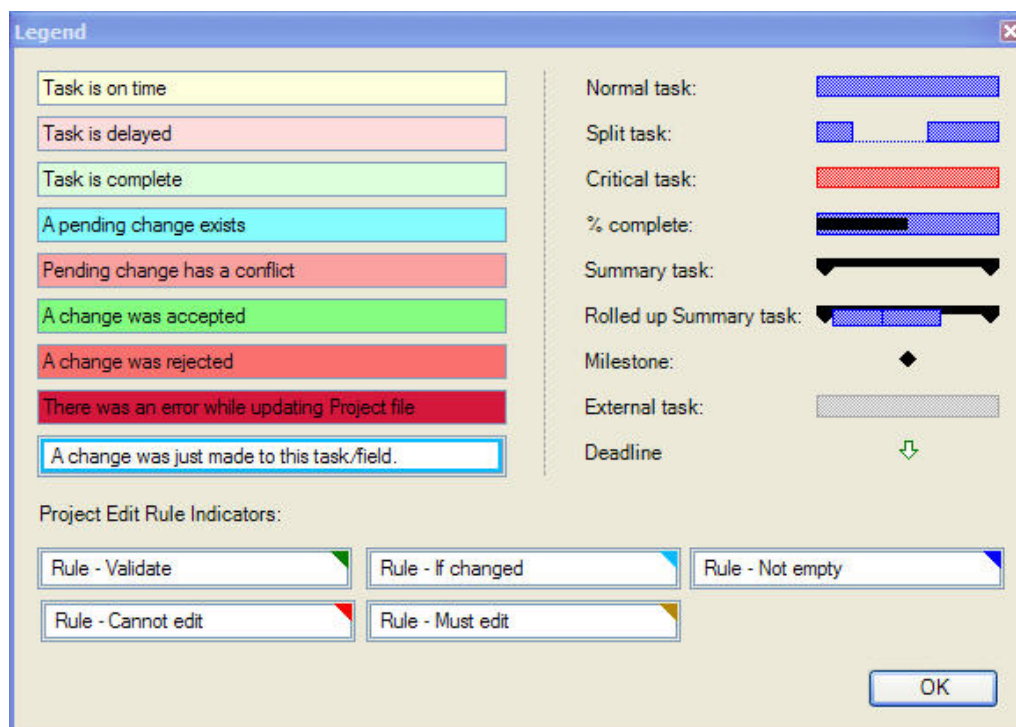 Legend
Task is on time
Task is delayed
Task is complete
A pending change exists
Pending change has a conflict
A change was accepted
A change was rejected
There was an error while updating Project file
A change was just made to this task/field.
Normal task:
Split task:
Critical task:
% complete:
Summary task:
Rolled up Summary task:
Milestone:
External task:
Deadline
Project Edit Rule Indicators:
Rule - Validate
Rule - If changed
Rule - Not empty
Rule - Cannot edit
Rule - Must edit
OK